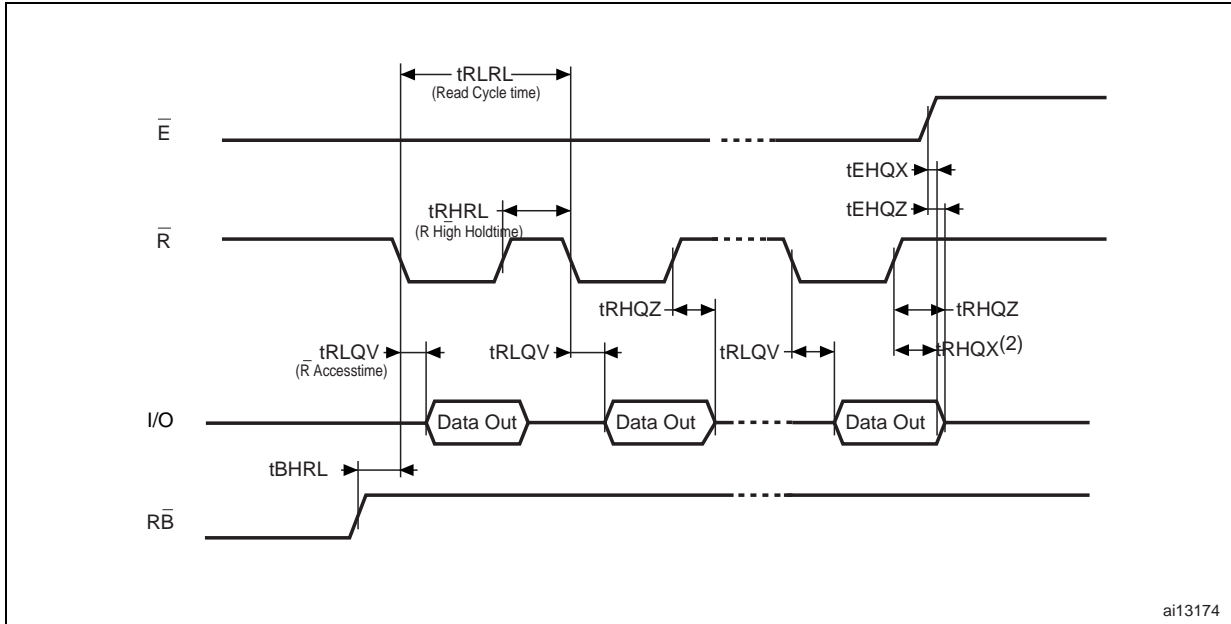 tRLRL
(Read Cycle time)
E̅
tEHQX
tEHQZ
tRHRL
(R̅ High Holdtime)
R̅
tRHQZ
tRHQZ
tRLQV
(R̅ Accesstime)
tRLQV
tRLQV
tRHQX(2)
I/O
Data Out
Data Out
Data Out
tBHRL
RB̅
ai13174